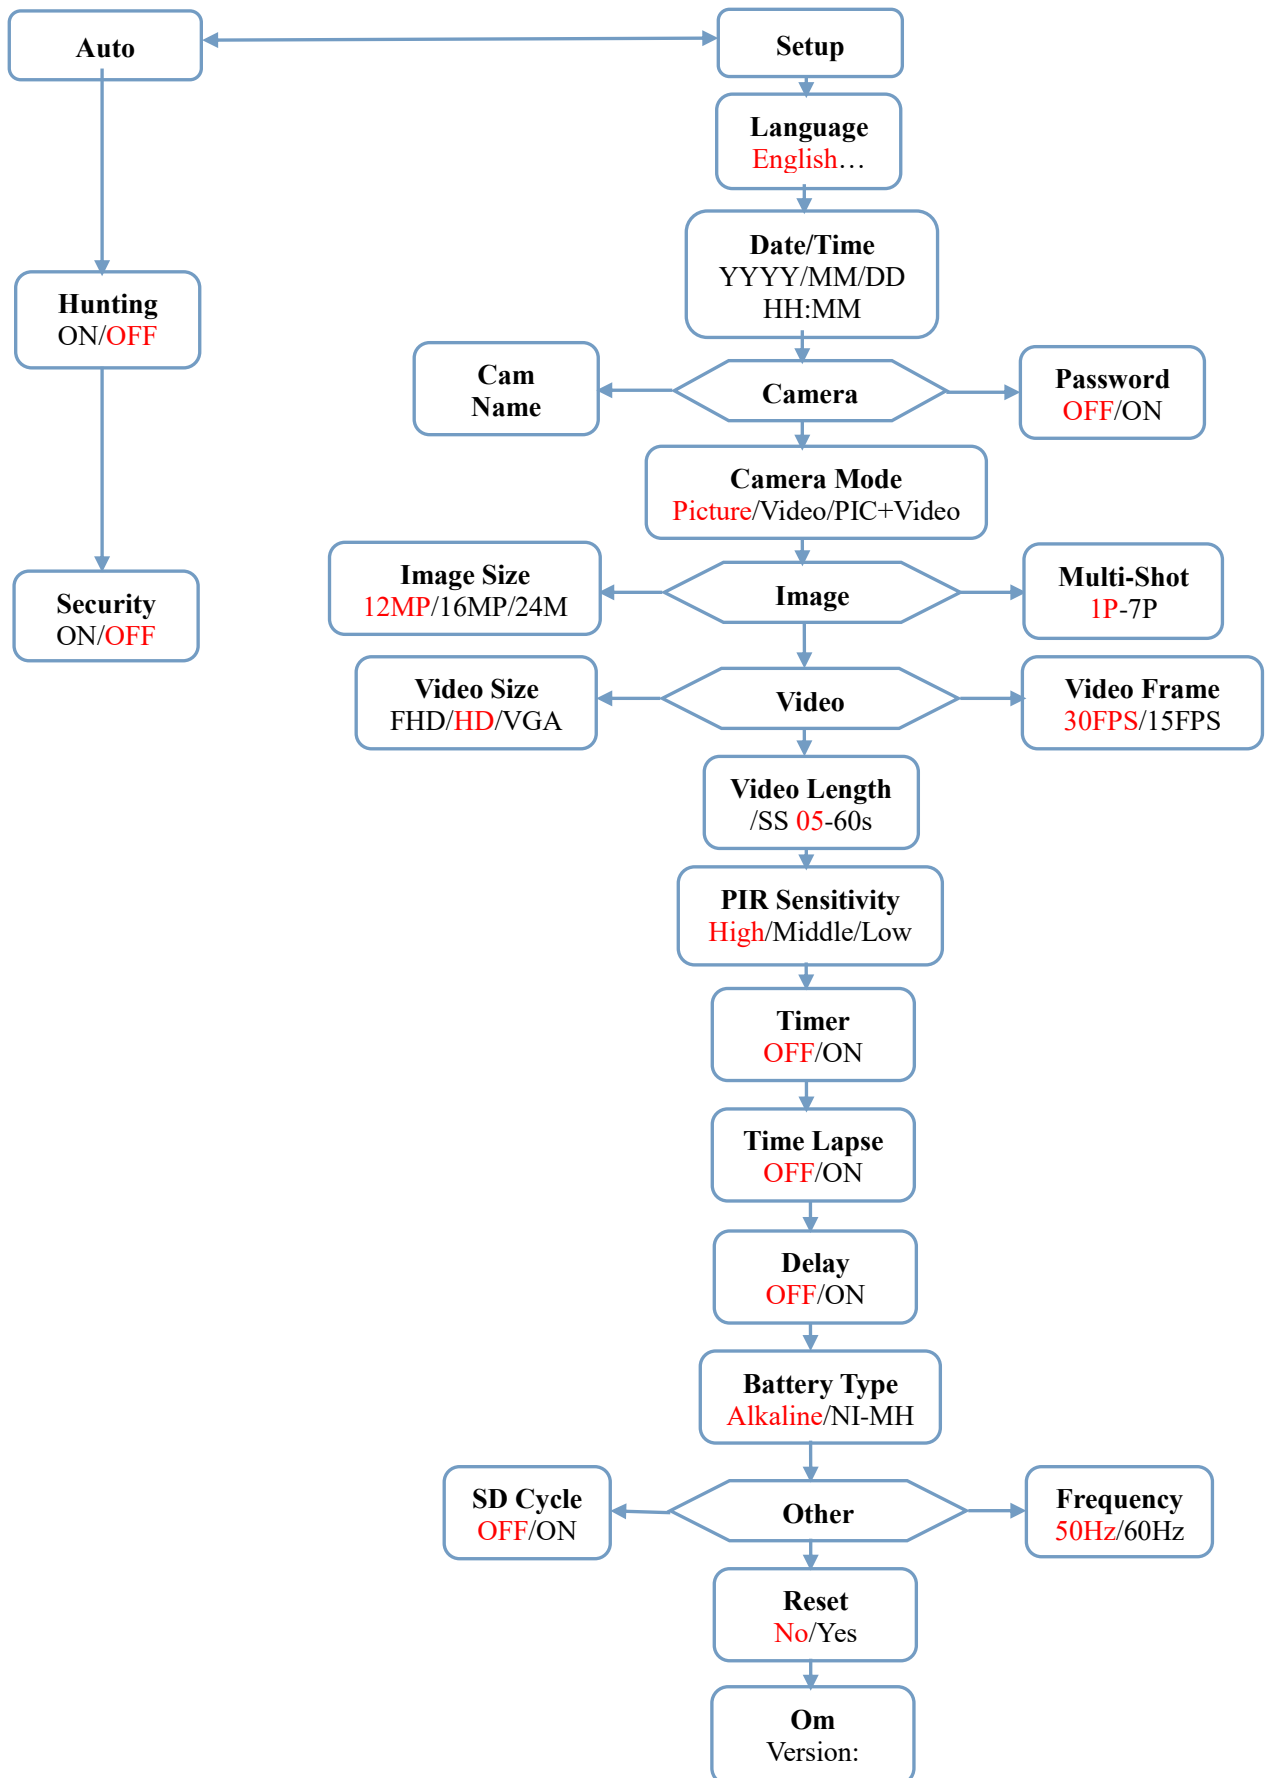 Auto
Setup
Language
English…
Date/Time
YYYY/MM/DD
HH:MM
Hunting
ON/OFF
Cam
Name
Camera
Password
OFF/ON
Camera Mode
Picture/Video/PIC+Video
Image Size
12MP/16MP/24M
Image
Multi-Shot
1P-7P
Security
ON/OFF
Video Size
FHD/HD/VGA
Video
Video Frame
30FPS/15FPS
Video Length
/SS 05-60s
PIR Sensitivity
High/Middle/Low
Timer
OFF/ON
Time Lapse
OFF/ON
Delay
OFF/ON
Battery Type
Alkaline/NI-MH
SD Cycle
OFF/ON
Other
Frequency
50Hz/60Hz
Reset
No/Yes
Om
Version: